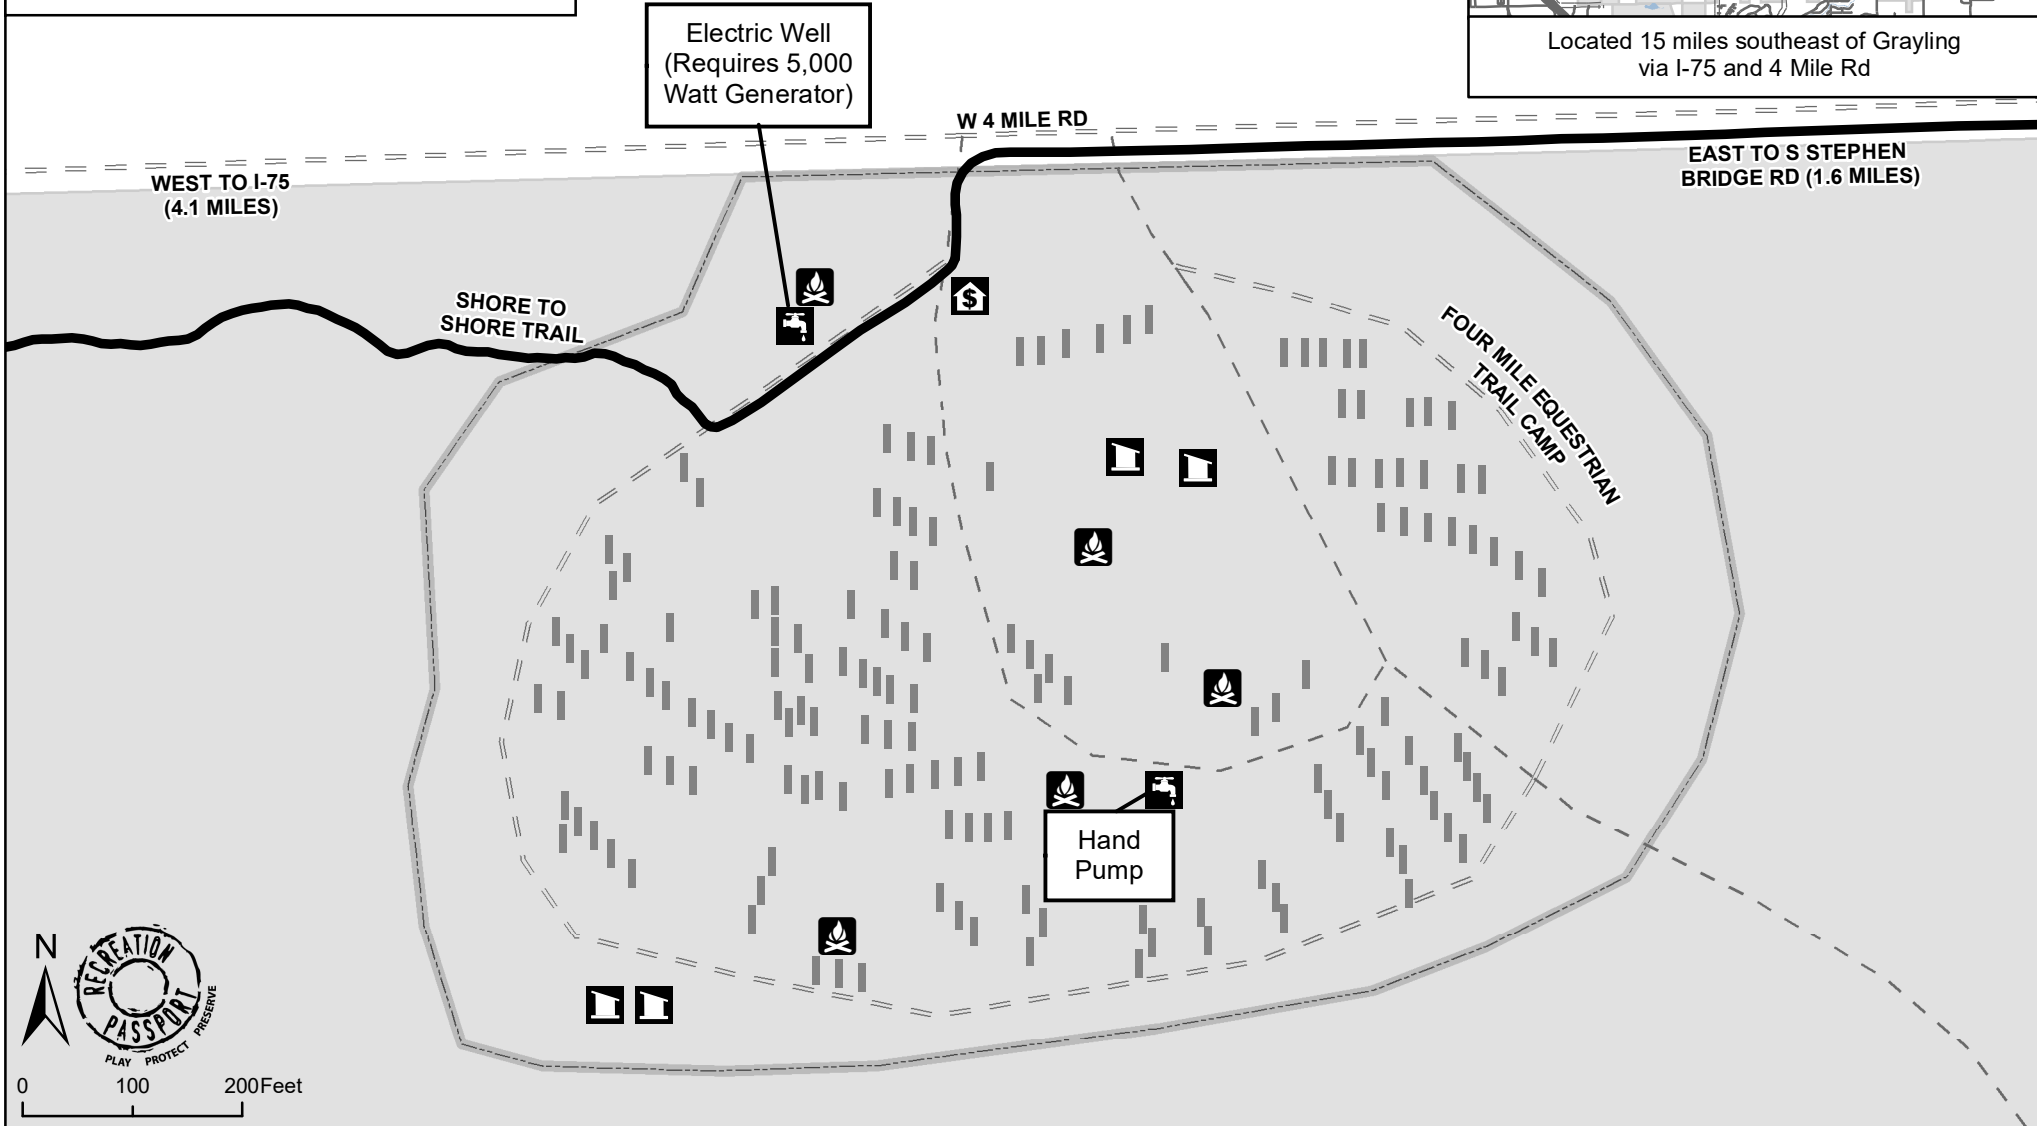 Electric Well
(Requires 5,000
Watt Generator)
Located 15 miles southeast of Grayling
via I-75 and 4 Mile Rd
W 4 MILE RD
WEST TO I-75
(4.1 MILES)
EAST TO S STEPHEN
BRIDGE RD (1.6 MILES)
SHORE TO
SHORE TRAIL
$
FOUR MILE EQUESTRIAN
TRAIL CAMP
Hand
Pump
N
RECREATION
PASSPORT
PLAY PROTECT PRESERVE
0 100 200Feet